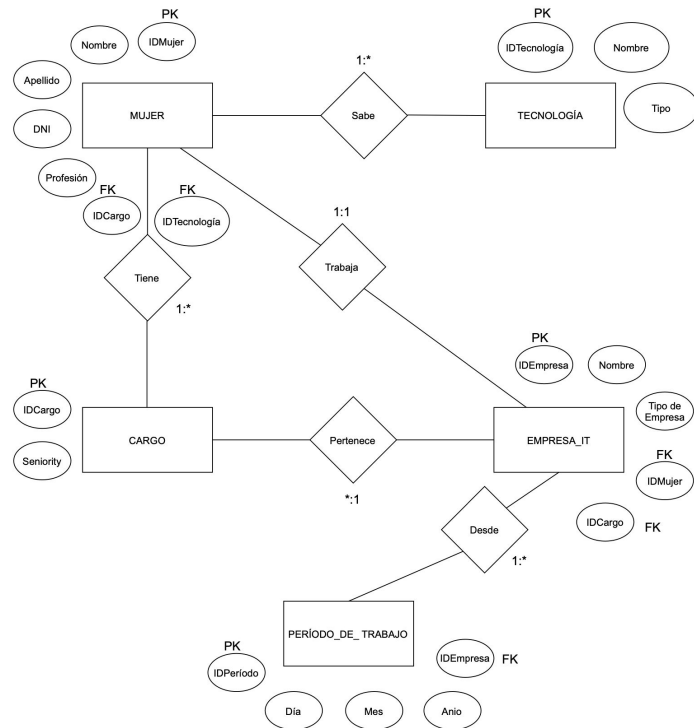 PK
PK
Nombre
IDMujer
IDTecnología
Nombre
1:*
Apellido
MUJER
Sabe
TECNOLOGÍA
Tipo
DNI
Profesión
FK
FK
IDCargo
IDTecnología
1:1
Tiene
Trabaja
1:*
PK
IDEmpresa
Nombre
PK
IDCargo
Tipo de
Empresa
CARGO
Pertenece
EMPRESA_IT
Seniority
FK
IDMujer
*:1
IDCargo
FK
Desde
1:*
PERÍODO_DE_ TRABAJO
PK
IDPeríodo
IDEmpresa
FK
Día
Mes
Anio